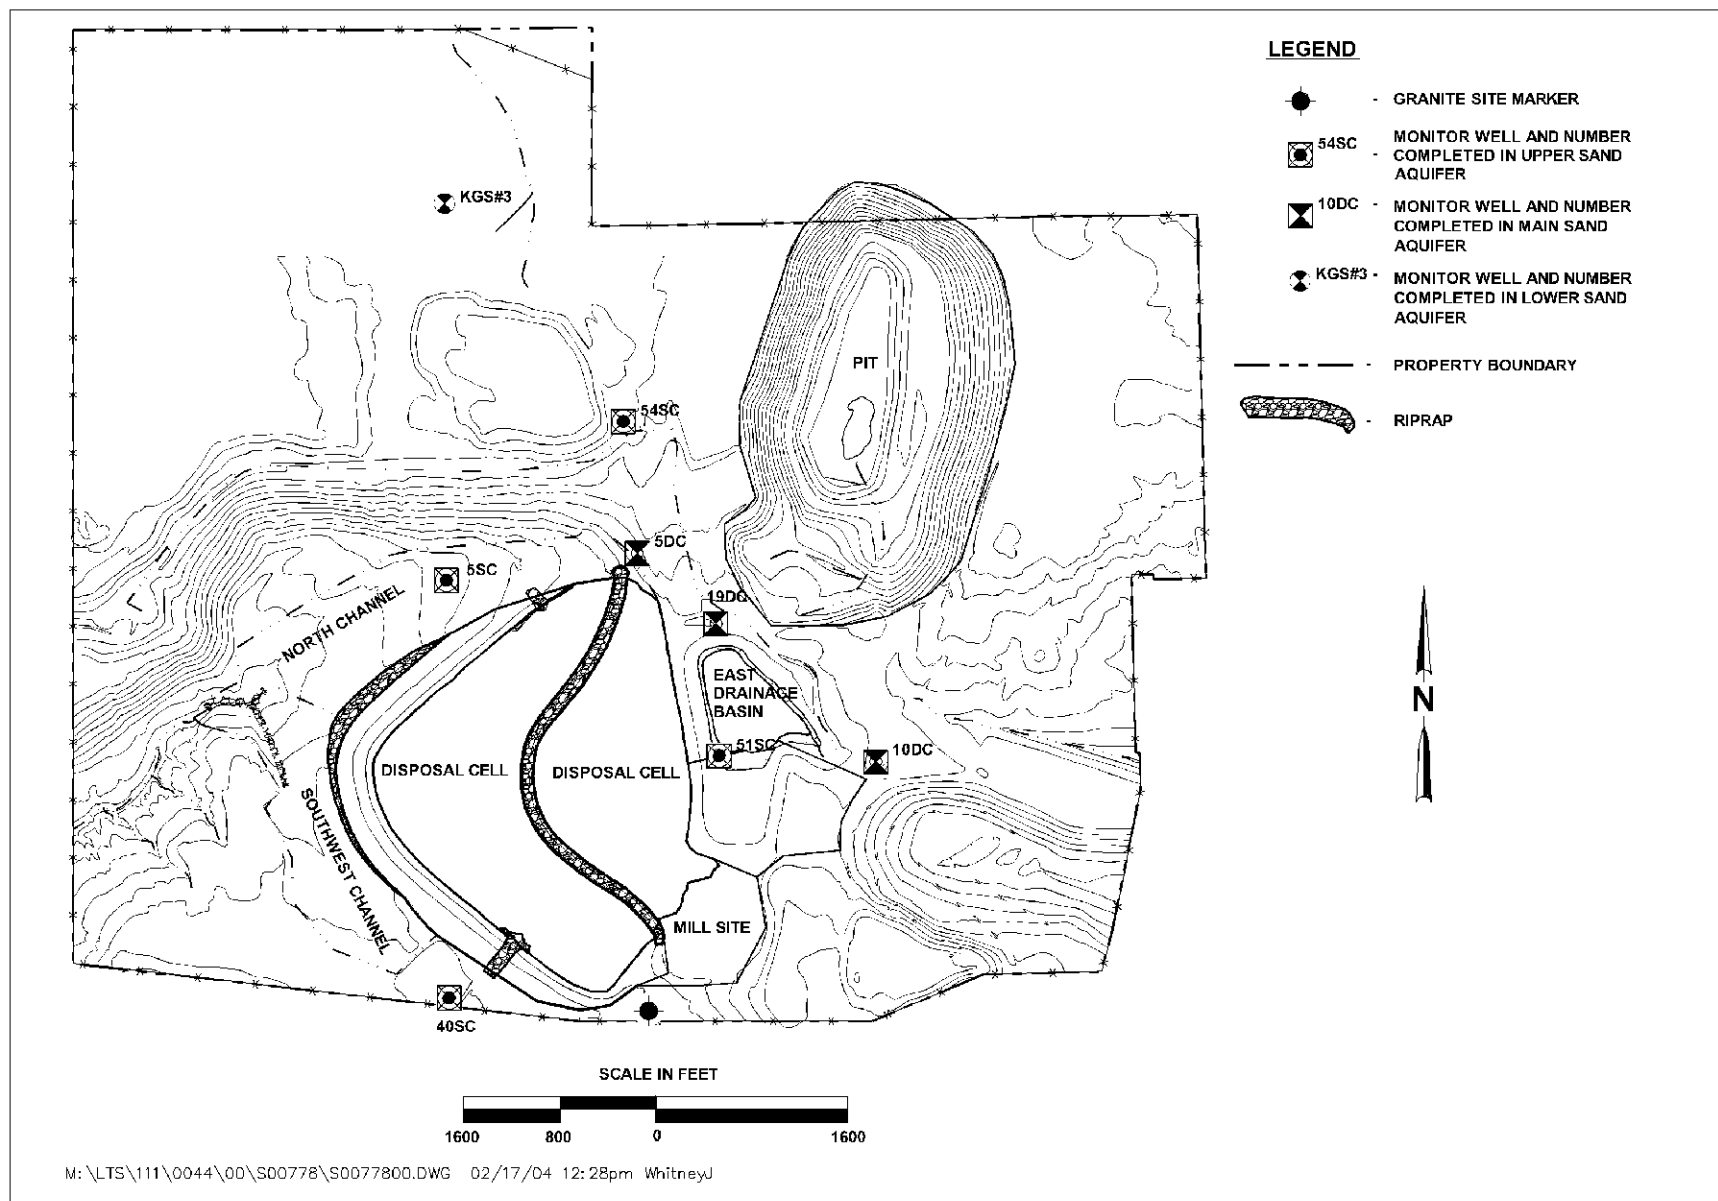 LEGEND
- GRANITE SITE MARKER
54SC - MONITOR WELL AND NUMBER
COMPLETED IN UPPER SAND
AQUIFER
10DC - MONITOR WELL AND NUMBER
COMPLETED IN MAIN SAND
AQUIFER
KGS#3 - MONITOR WELL AND NUMBER
COMPLETED IN LOWER SAND
AQUIFER
- PROPERTY BOUNDARY
- RIPRAP
KGS#3
PIT
54SC
5DC
5SC
19DC
NORTH CHANNEL
EAST
DRAINAGE
BASIN
51SC
10DC
DISPOSAL CELL
DISPOSAL CELL
SOUTHWEST CHANNEL
MILL SITE
40SC
N
SCALE IN FEET
1600 800 0 1600
M:\LTS\111\0044\00\S00778\S0077800.DWG 02/17/04 12:28pm WhitneyJ